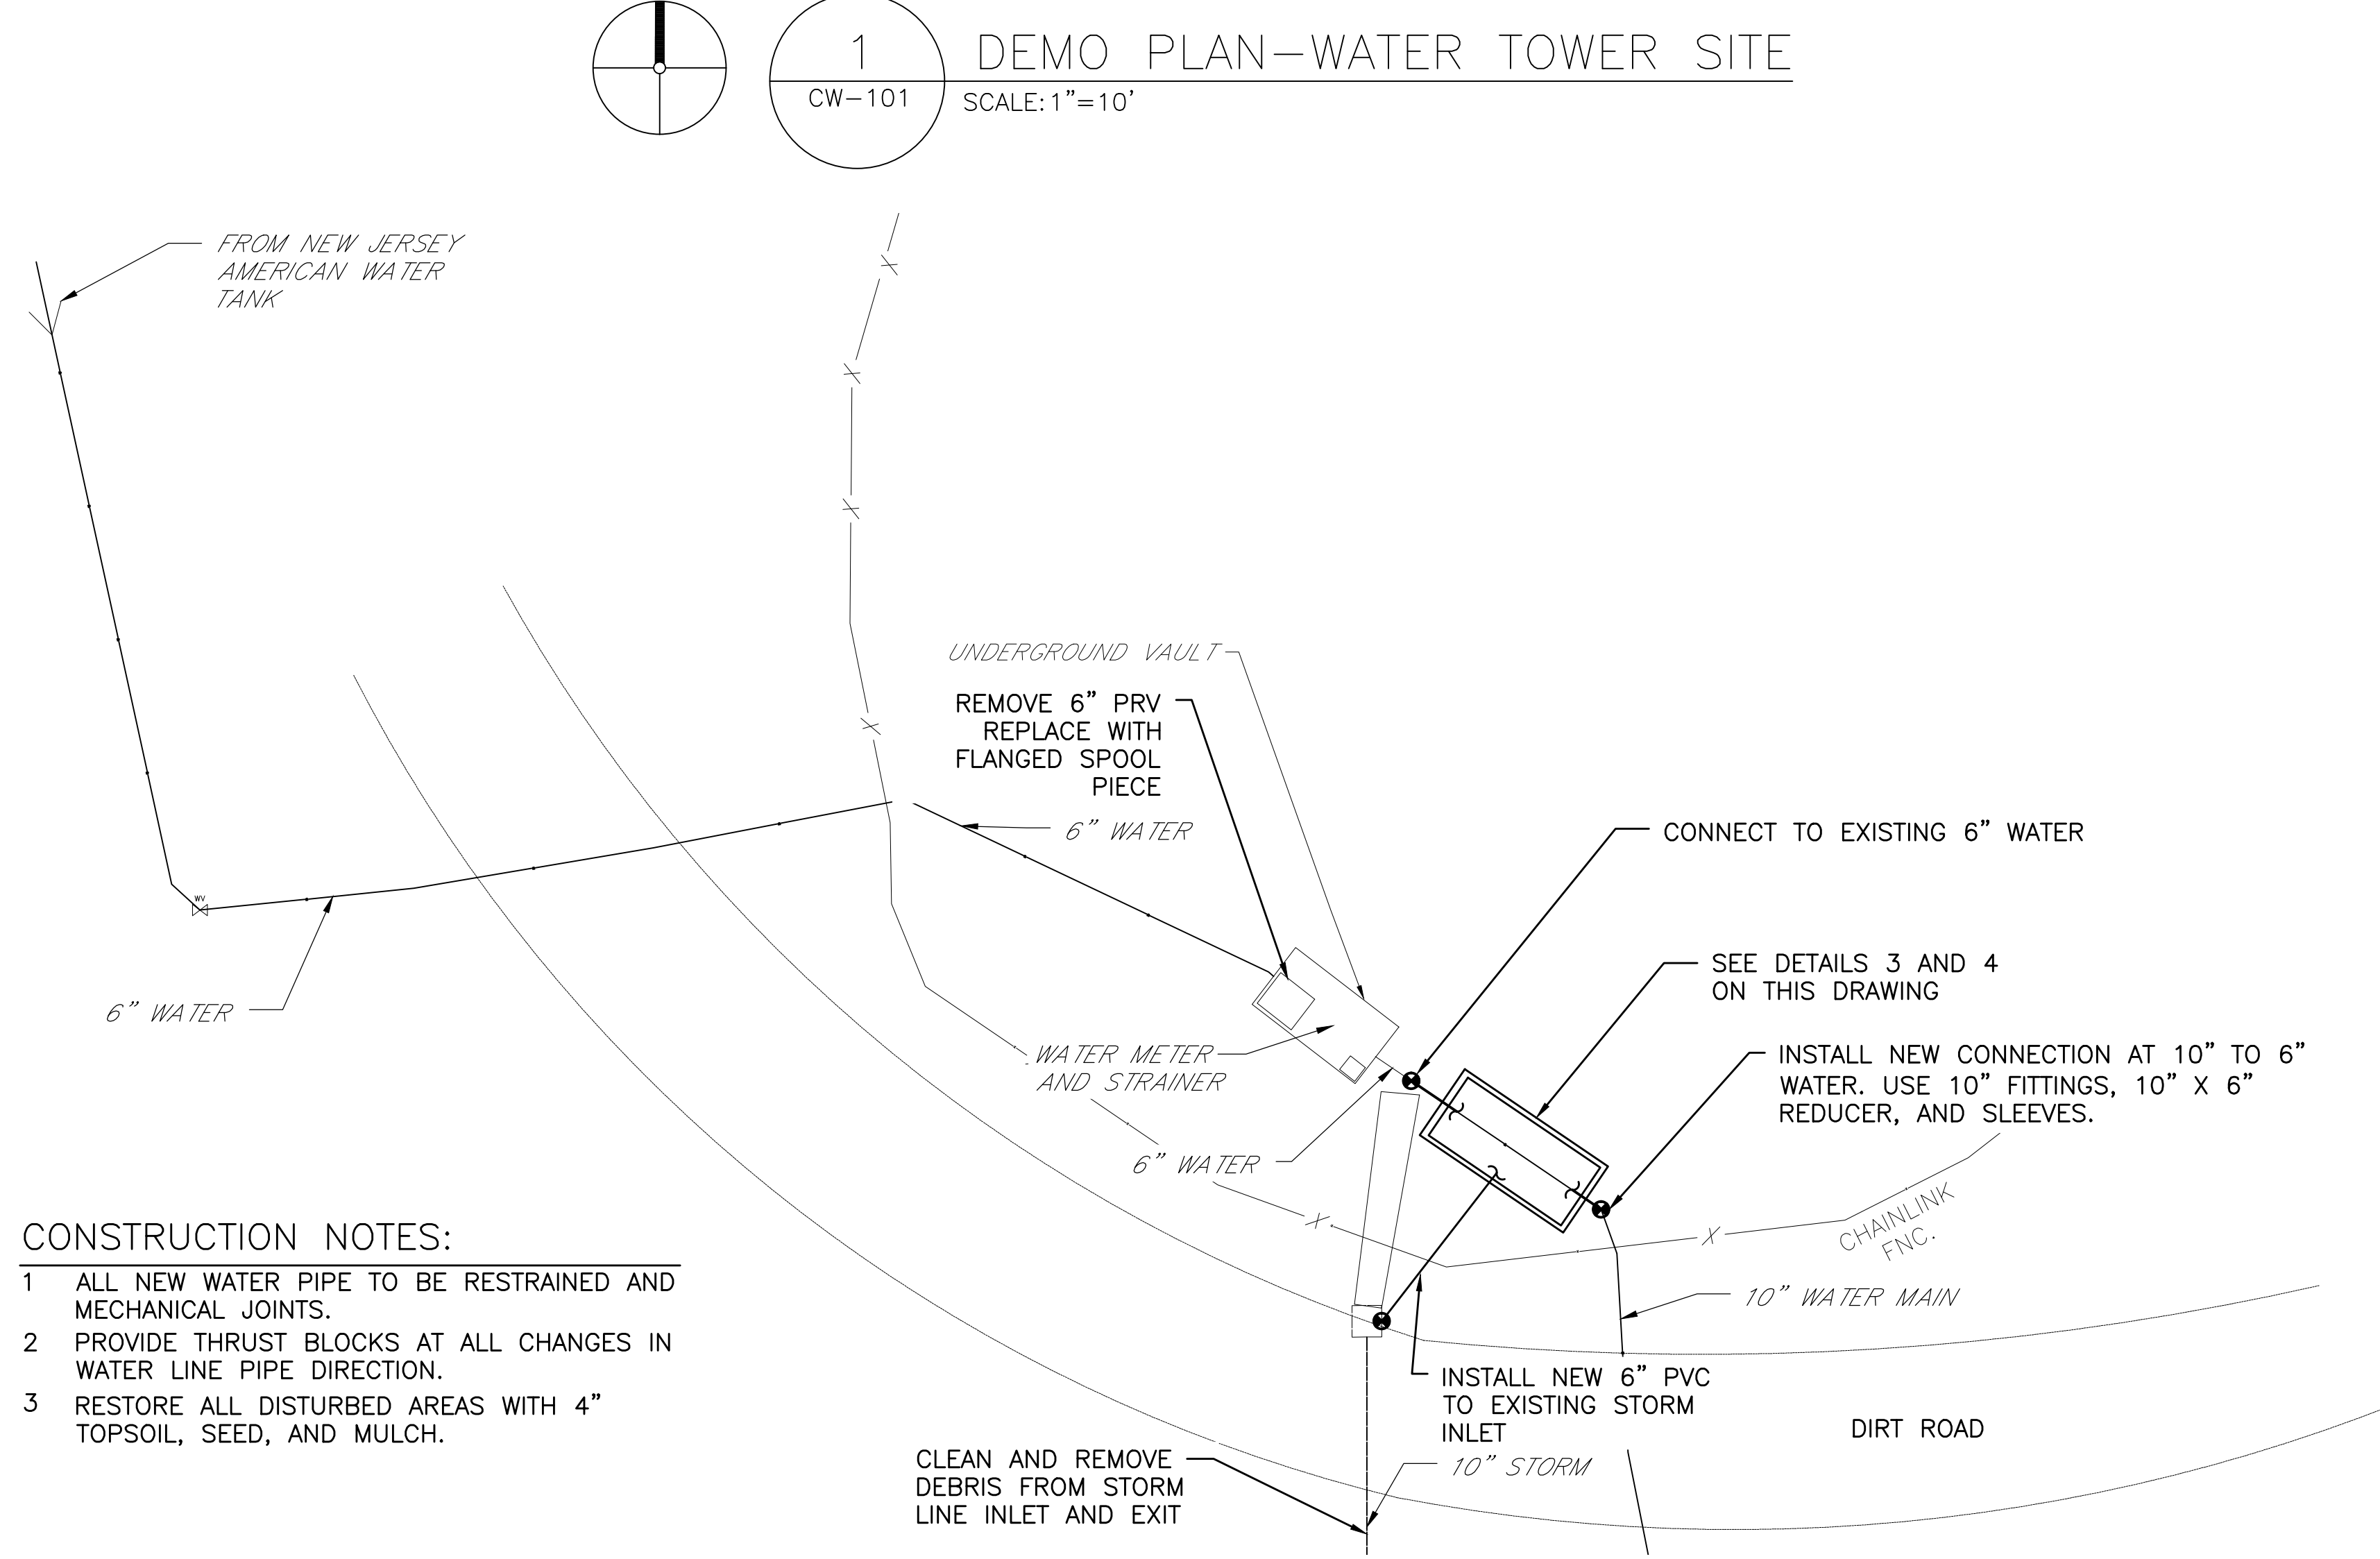 1
DEMO PLAN-WATER TOWER SITE
CW-101
SCALE:1"=10'
FROM NEW JERSEY
AMERICAN WATER
TANK
X
X
X
X
UNDERGROUND VAULT
REMOVE 6" PRV
REPLACE WITH
FLANGED SPOOL
PIECE
6" WATER
CONNECT TO EXISTING 6" WATER
WV
SEE DETAILS 3 AND 4
ON THIS DRAWING
6" WATER
WATER METER
AND STRAINER
INSTALL NEW CONNECTION AT 10" TO 6"
WATER. USE 10" FITTINGS, 10" X 6"
REDUCER, AND SLEEVES.
6" WATER
X
X
CHAINLINK
FNC.
10" WATER MAIN
CONSTRUCTION NOTES:
1 ALL NEW WATER PIPE TO BE RESTRAINED AND
MECHANICAL JOINTS.
2 PROVIDE THRUST BLOCKS AT ALL CHANGES IN
WATER LINE PIPE DIRECTION.
3 RESTORE ALL DISTURBED AREAS WITH 4"
TOPSOIL, SEED, AND MULCH.
INSTALL NEW 6" PVC
TO EXISTING STORM
INLET
DIRT ROAD
10" STORM
CLEAN AND REMOVE
DEBRIS FROM STORM
LINE INLET AND EXIT